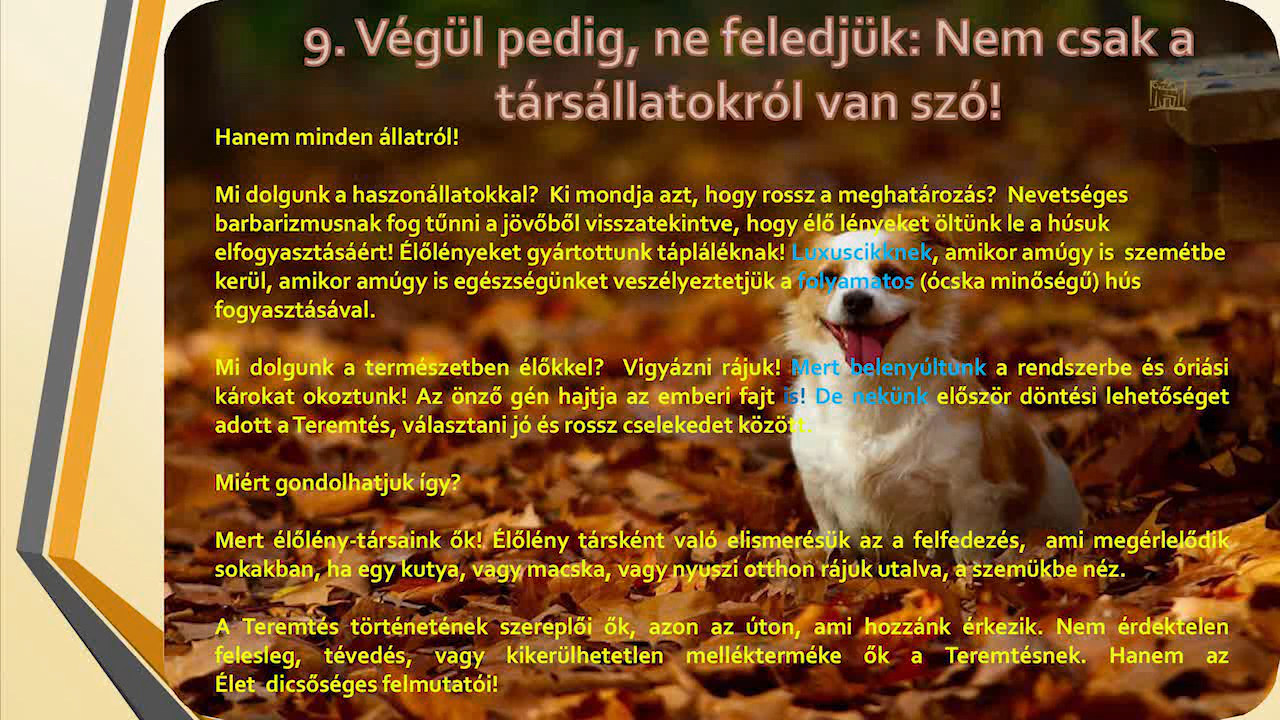 9. Végül pedig, ne feledjük: Nem csak a
társállatokról van szó!
Hanem minden állatról!
Mi dolgunk a haszonállatokkal? Ki mondja azt, hogy rossz a meghatározás? Nevetséges
barbarizmusnak fog tűnni a jövőből visszatekintve, hogy élő lényeket öltünk le a húsuk
elfogyasztásáért! Élőlényeket gyártottunk tápláléknak! Luxuscikknek, amikor amúgy is szemétbe
kerül, amikor amúgy is egészségünket veszélyeztetjük a folyamatos (ócska minőségű) hús
fogyasztásával.
Mi dolgunk a természetben élőkkel? Vigyázni rájuk! Mert belenyúltunk a rendszerbe és óriási
károkat okoztunk! Az önző gén hajtja az emberi fajt is! De nekünk először döntési lehetőséget
adott a Teremtés, választani jó és rossz cselekedet között.
Miért gondolhatjuk így?
Mert élőlény-társaink ők! Élőlény társként való elismerésük az a felfedezés, ami megérlelődik
sokakban, ha egy kutya, vagy macska, vagy nyuszi otthon rájuk utalva, a szemükbe néz.
A Teremtés történetének szereplői ők, azon az úton, ami hozzánk érkezik. Nem érdektelen
felesleg, tévedés, vagy kikerülhetetlen mellékterméke ők a Teremtésnek. Hanem az
Élet dicsőséges felmutatói!